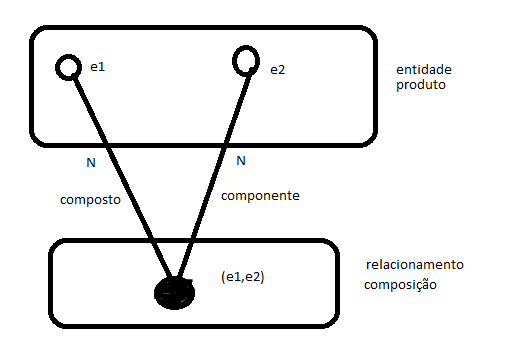 e1
e2
entidade
produto
N
N
composto
componente
(e1,e2)
relacionamento
composição